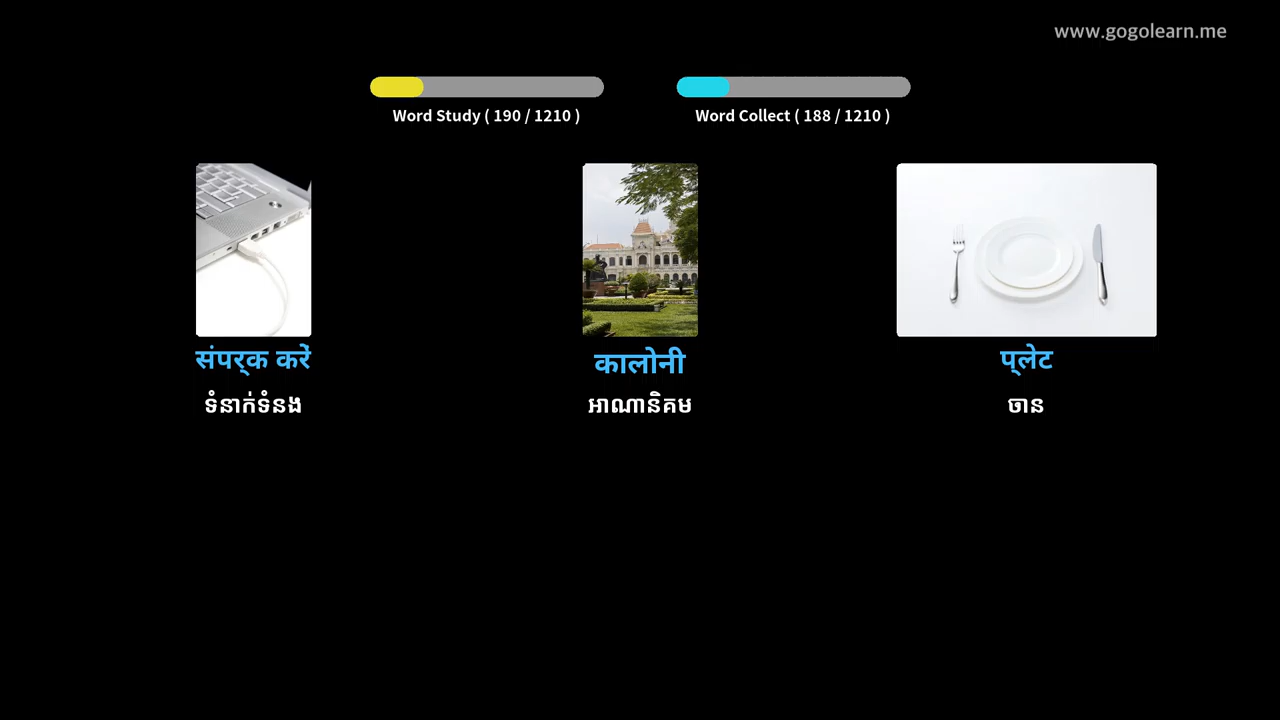 www.gogolearn.me
Word Study ( 190 / 1210 )
Word Collect ( 188 / 1210 )
संपर्क करें
कालोनी
प्लेट
ទំនាក់ទំនង
អាណានិគម
ចាន